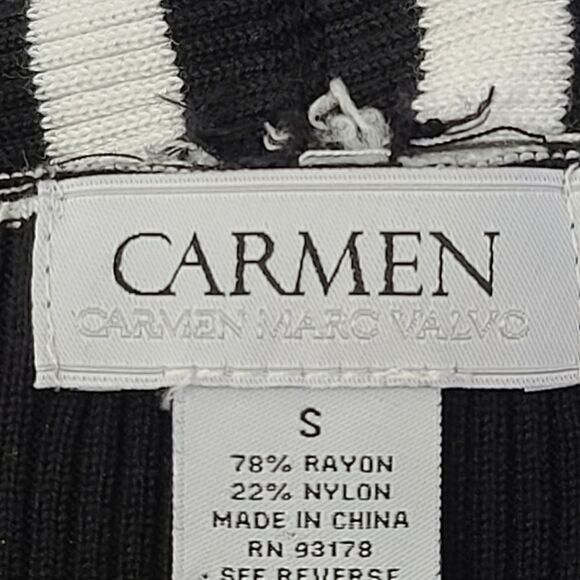 CARMEN
CARMEN MARC VALVO
S
78% RAYON
22% NYLON
MADE IN CHINA
RN 93178
• SEE REVERSE